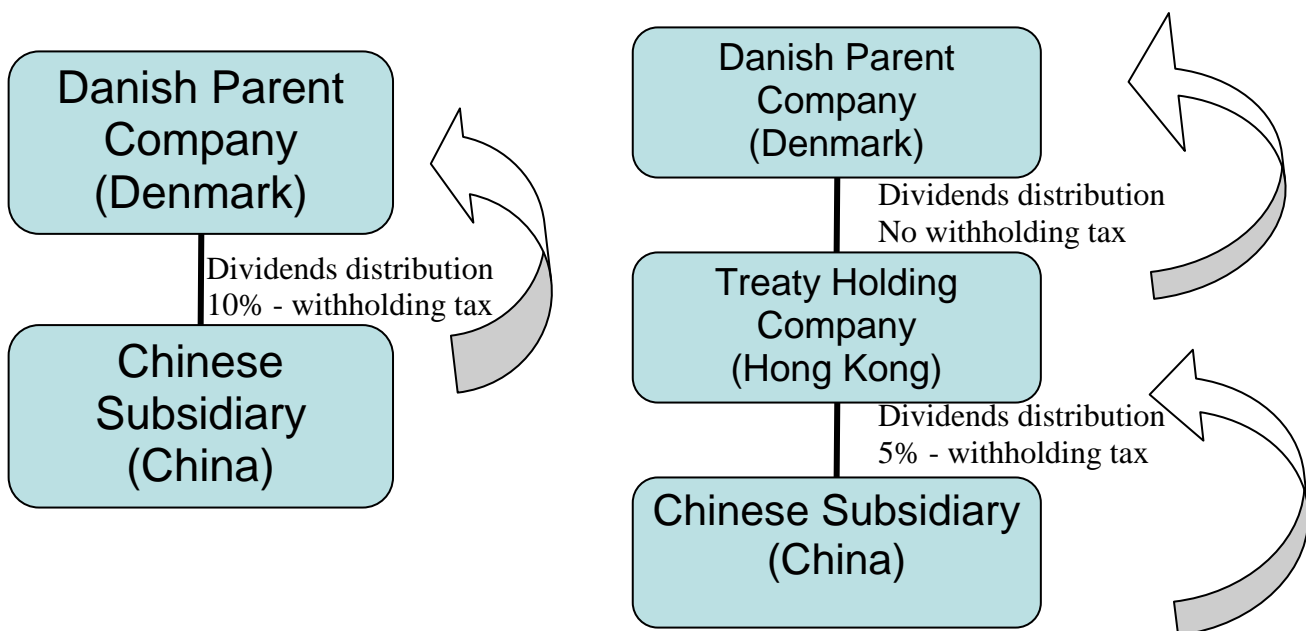 Danish Parent
Company
(Denmark)
Dividends distribution
10% - withholding tax
Chinese
Subsidiary
(China)
Danish Parent
Company
(Denmark)
Dividends distribution
No withholding tax
Treaty Holding
Company
(Hong Kong)
Dividends distribution
5% - withholding tax
Chinese Subsidiary
(China)